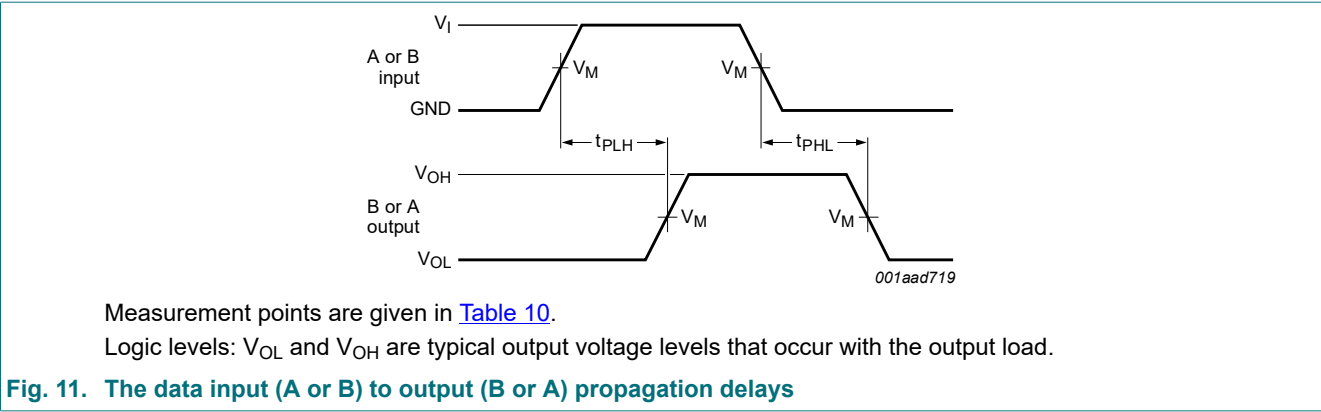 V_I
A or B
input
V_M
V_M
GND
t_PLH
t_PHL
V_OH
B or A
output
V_M
V_M
V_OL
001aad719
Measurement points are given in Table 10.
Logic levels: V_OL and V_OH are typical output voltage levels that occur with the output load.
Fig. 11. The data input (A or B) to output (B or A) propagation delays